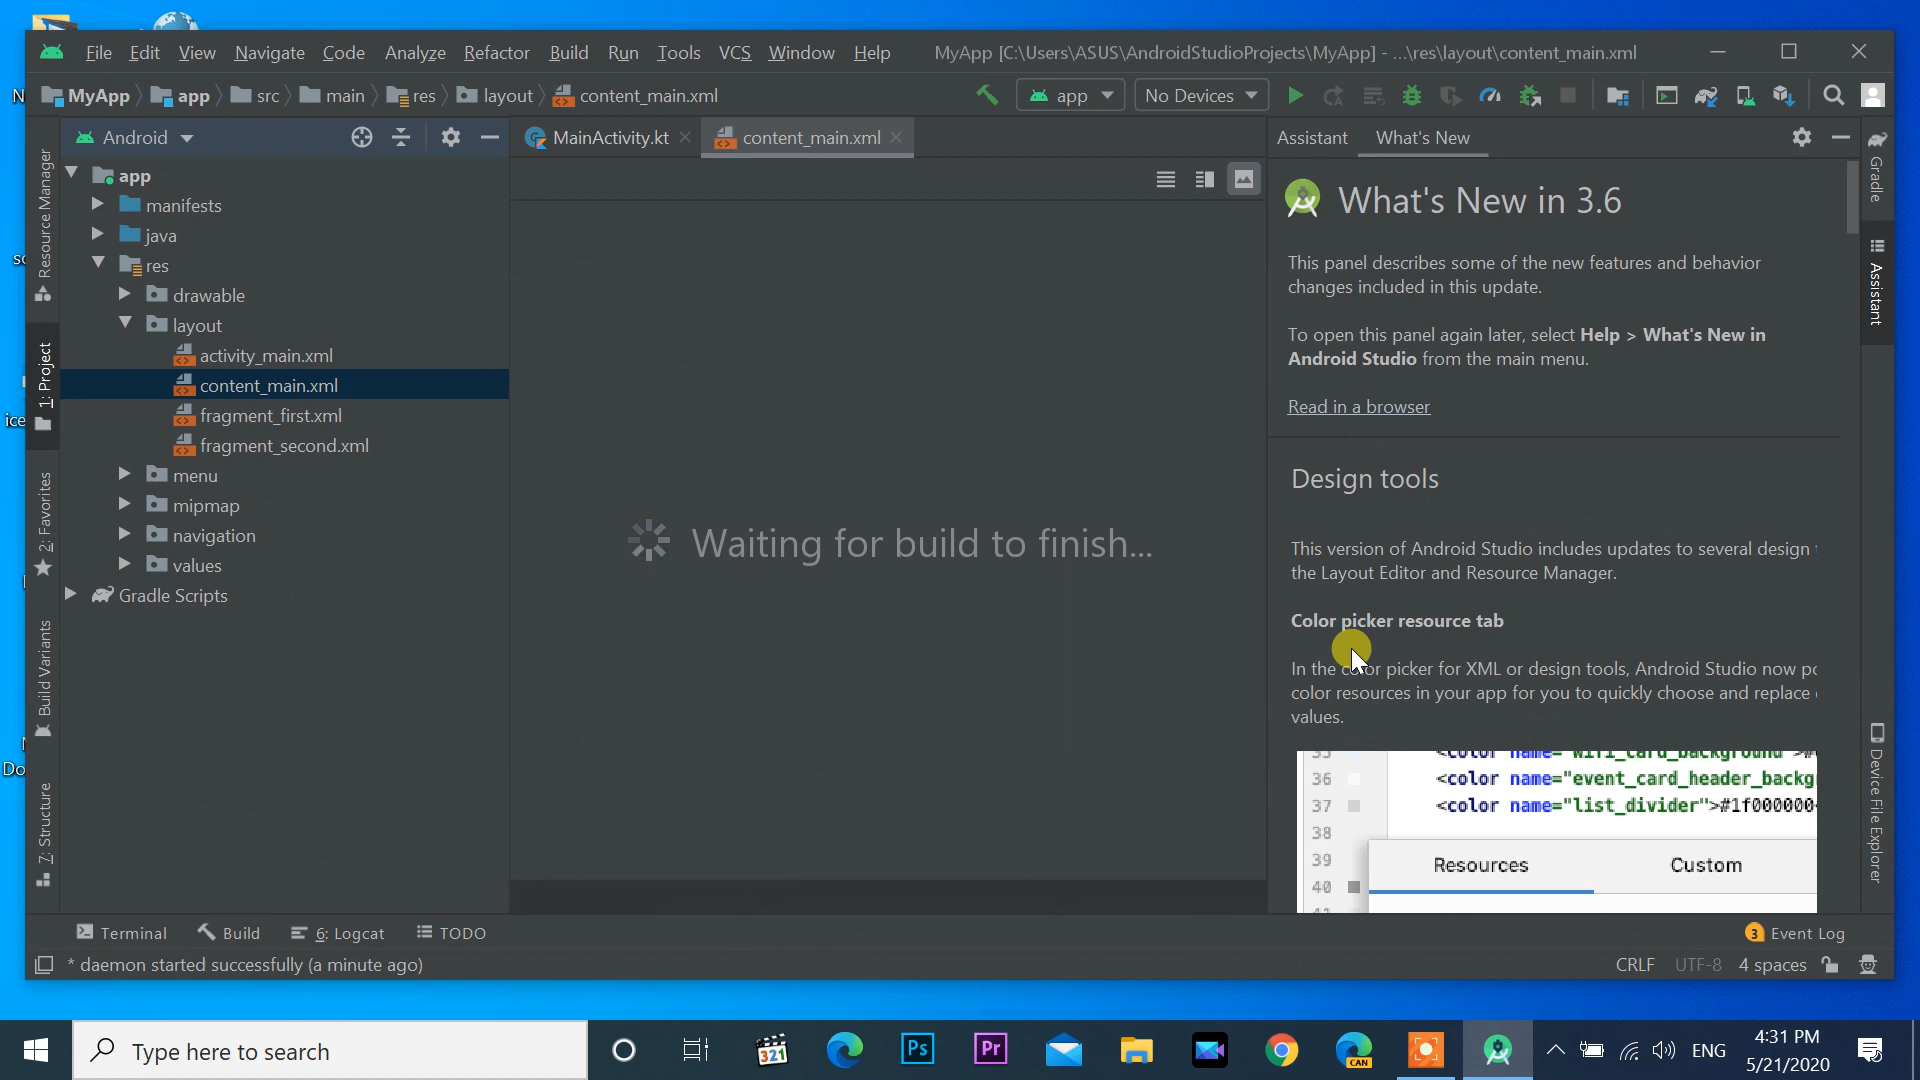 File Edit View Navigate Code Analyze Refactor Build Run Tools VCS Window Help MyApp [C:\Users\ASUS\AndroidStudioProjects\MyApp] - ...\res\layout\content_main.xml
MyApp app src main res layout content_main.xml app No Devices
Android
MainActivity.kt content_main.xml
Assistant What's New
Resource Manager
1: Project
2: Favorites
Build Variants
7: Structure
app
manifests
java
res
drawable
layout
activity_main.xml
content_main.xml
fragment_first.xml
fragment_second.xml
menu
mipmap
navigation
values
Gradle Scripts
Waiting for build to finish...
What's New in 3.6
This panel describes some of the new features and behavior
changes included in this update.
To open this panel again later, select Help > What's New in
Android Studio from the main menu.
Read in a browser
Design tools
This version of Android Studio includes updates to several design
the Layout Editor and Resource Manager.
Color picker resource tab
In the color picker for XML or design tools, Android Studio now po
color resources in your app for you to quickly choose and replace
values.
35 <color name="wifi_card_background">#
36 <color name="event_card_header_backg
37 <color name="list_divider">#1f000000
38
39 Resources Custom
40
41
Gradle
Assistant
Device File Explorer
Terminal Build 6: Logcat TODO 3 Event Log
* daemon started successfully (a minute ago) CRLF UTF-8 4 spaces
Type here to search
321
Ps
Pr
CAN
ENG
4:31 PM
5/21/2020